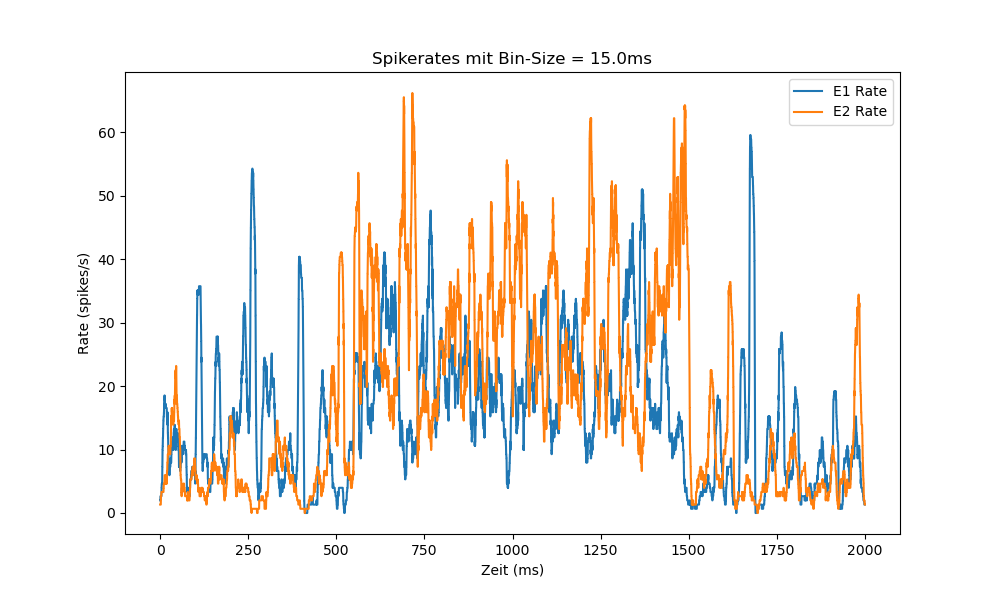 Spikerates mit Bin-Size = 15.0ms
E1 Rate
E2 Rate
Rate (spikes/s)
60
50
40
30
20
10
0
0 250 500 750 1000 1250 1500 1750 2000
Zeit (ms)